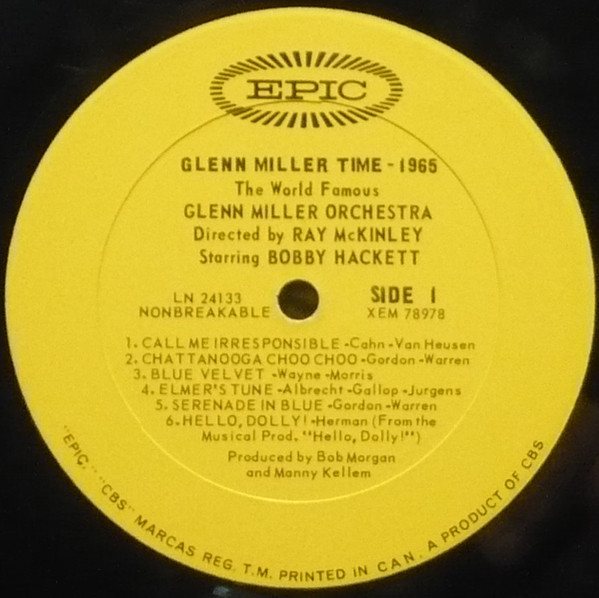 EPIC
GLENN MILLER TIME - 1965
The World Famous
GLENN MILLER ORCHESTRA
Directed by RAY McKINLEY
Starring BOBBY HACKETT
LN 24133
NONBREAKABLE
SIDE 1
XEM 78978
1. CALL ME IRRESPONSIBLE -Cahn -Van Heusen
2. CHATTANOOGA CHOO CHOO -Gordon -Warren
3. BLUE VELVET -Wayne -Morris
4. ELMER'S TUNE -Albrecht -Gallop -Jurgens
5. SERENADE IN BLUE -Gordon -Warren
6. HELLO, DOLLY! -Herman (From the
Musical Prod. "Hello, Dolly!")
Produced by Bob Morgan
and Manny Kellem
"EPIC," "CBS" MARCAS REG. T.M. PRINTED IN CAN. A PRODUCT OF CBS